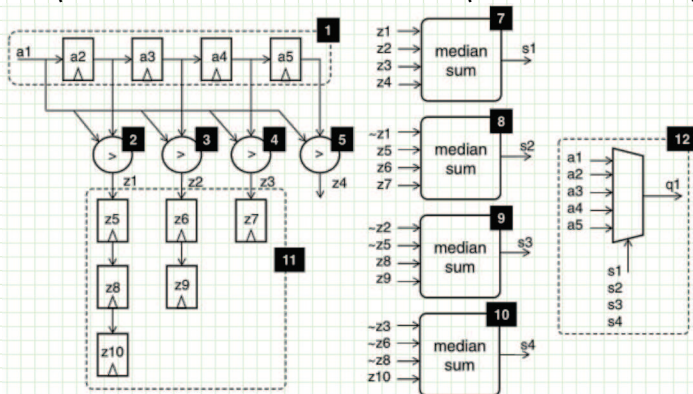 1
a1
a2
a3
a4
a5
> 2
> 3
> 4
> 5
z1
z2
z3
z4
z5
z6
z7
z8
z9
z10
11
7
z1
z2
z3
z4
median
sum
s1
8
~z1
z5
z6
z7
median
sum
s2
9
~z2
~z5
z8
z9
median
sum
s3
10
~z3
~z6
~z8
z10
median
sum
s4
12
a1
a2
a3
a4
a5
q1
s1
s2
s3
s4